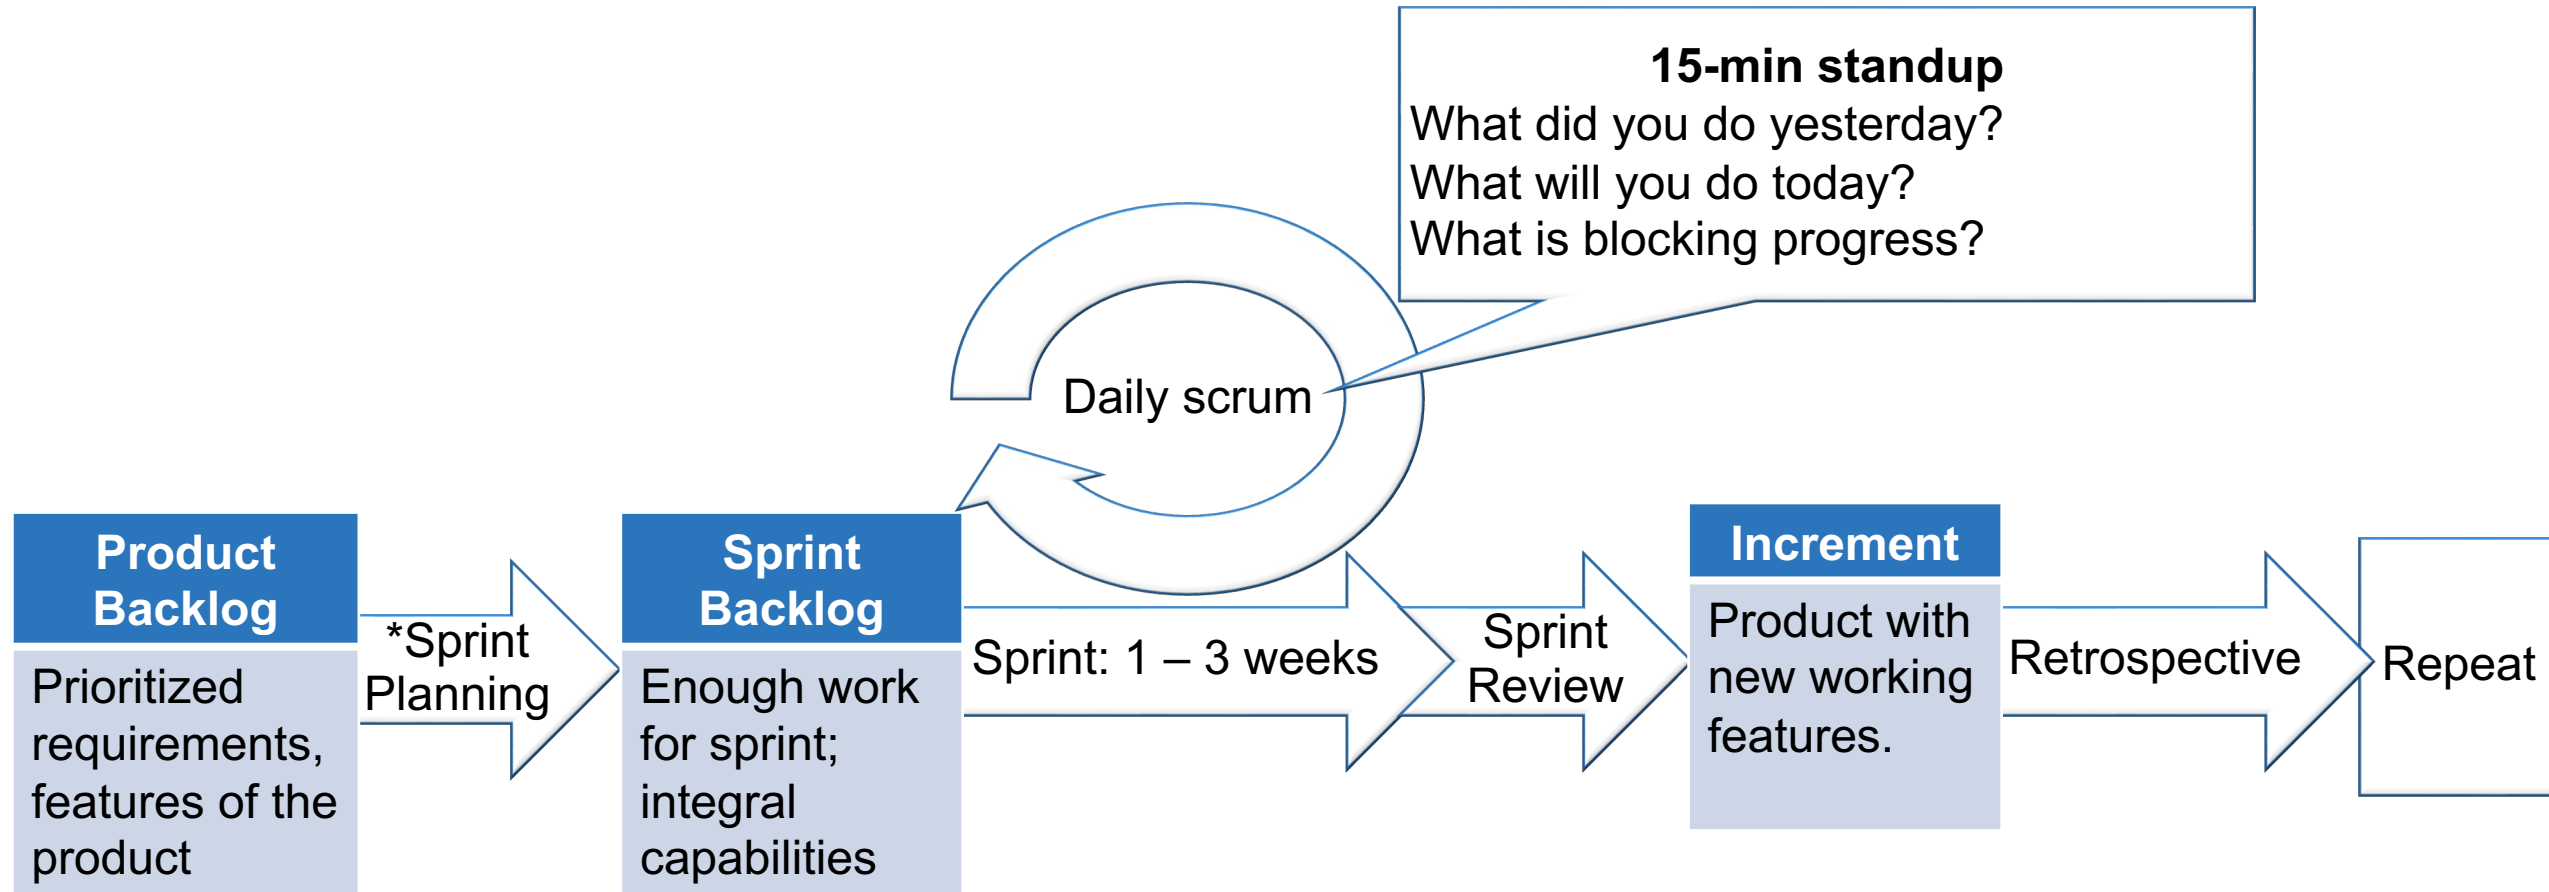 15-min standup
What did you do yesterday?
What will you do today?
What is blocking progress?
Daily scrum
Product
Backlog
Prioritized
requirements,
features of the
product
*Sprint
Planning
Sprint
Backlog
Enough work
for sprint;
integral
capabilities
Sprint: 1 – 3 weeks
Sprint
Review
Increment
Product with
new working
features.
Retrospective
Repeat